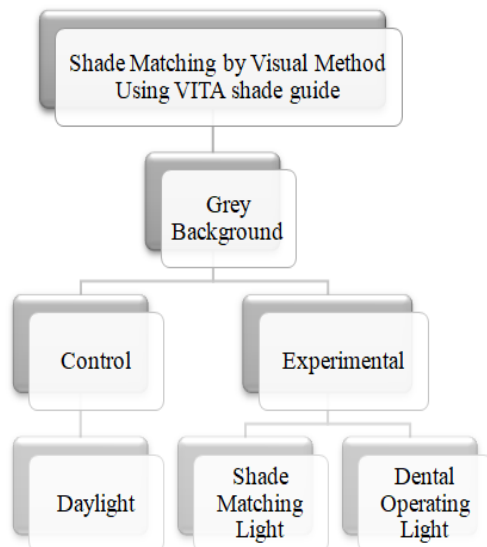 Shade Matching by Visual Method
Using VITA shade guide
Grey
Background
Control
Experimental
Daylight
Shade
Matching
Light
Dental
Operating
Light